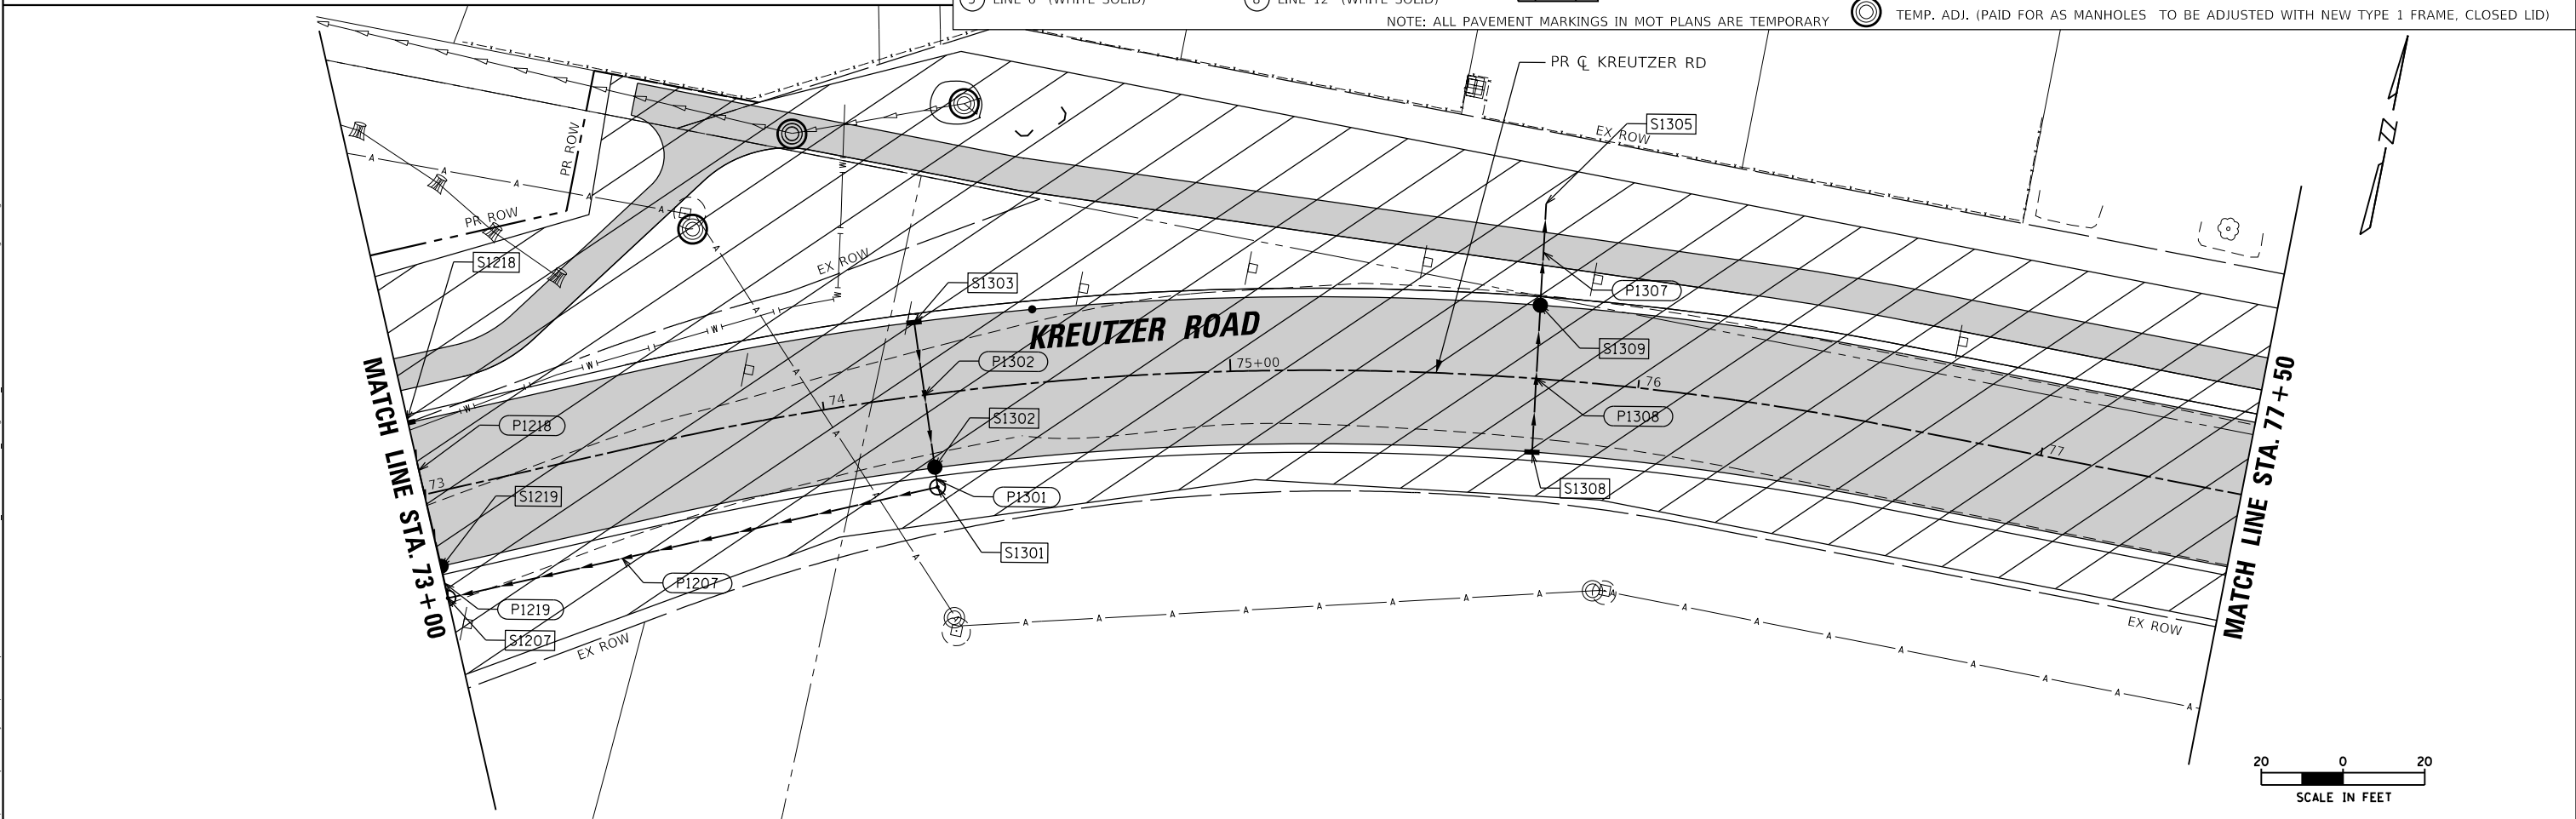 5 LINE 6" (WHITE SOLID)
8 LINE 12" (WHITE SOLID)
NOTE: ALL PAVEMENT MARKINGS IN MOT PLANS ARE TEMPORARY
TEMP. ADJ. (PAID FOR AS MANHOLES TO BE ADJUSTED WITH NEW TYPE 1 FRAME, CLOSED LID)
PR ℄ KREUTZER RD
S1305
EX ROW
PR ROW
PR ROW
S1218
EX ROW
S1303
P1307
KREUTZER ROAD
S1309
P1302
75+00
76
74
P1308
S1302
P1218
77
73
S1219
P1301
S1308
S1301
P1207
P1219
S1207
EX ROW
EX ROW
MATCH LINE STA. 73+00
MATCH LINE STA. 77+50
N
A A A A A A A A A
A A A A A A A A A A A A A A A A A
W W W W W
20 0 20
SCALE IN FEET